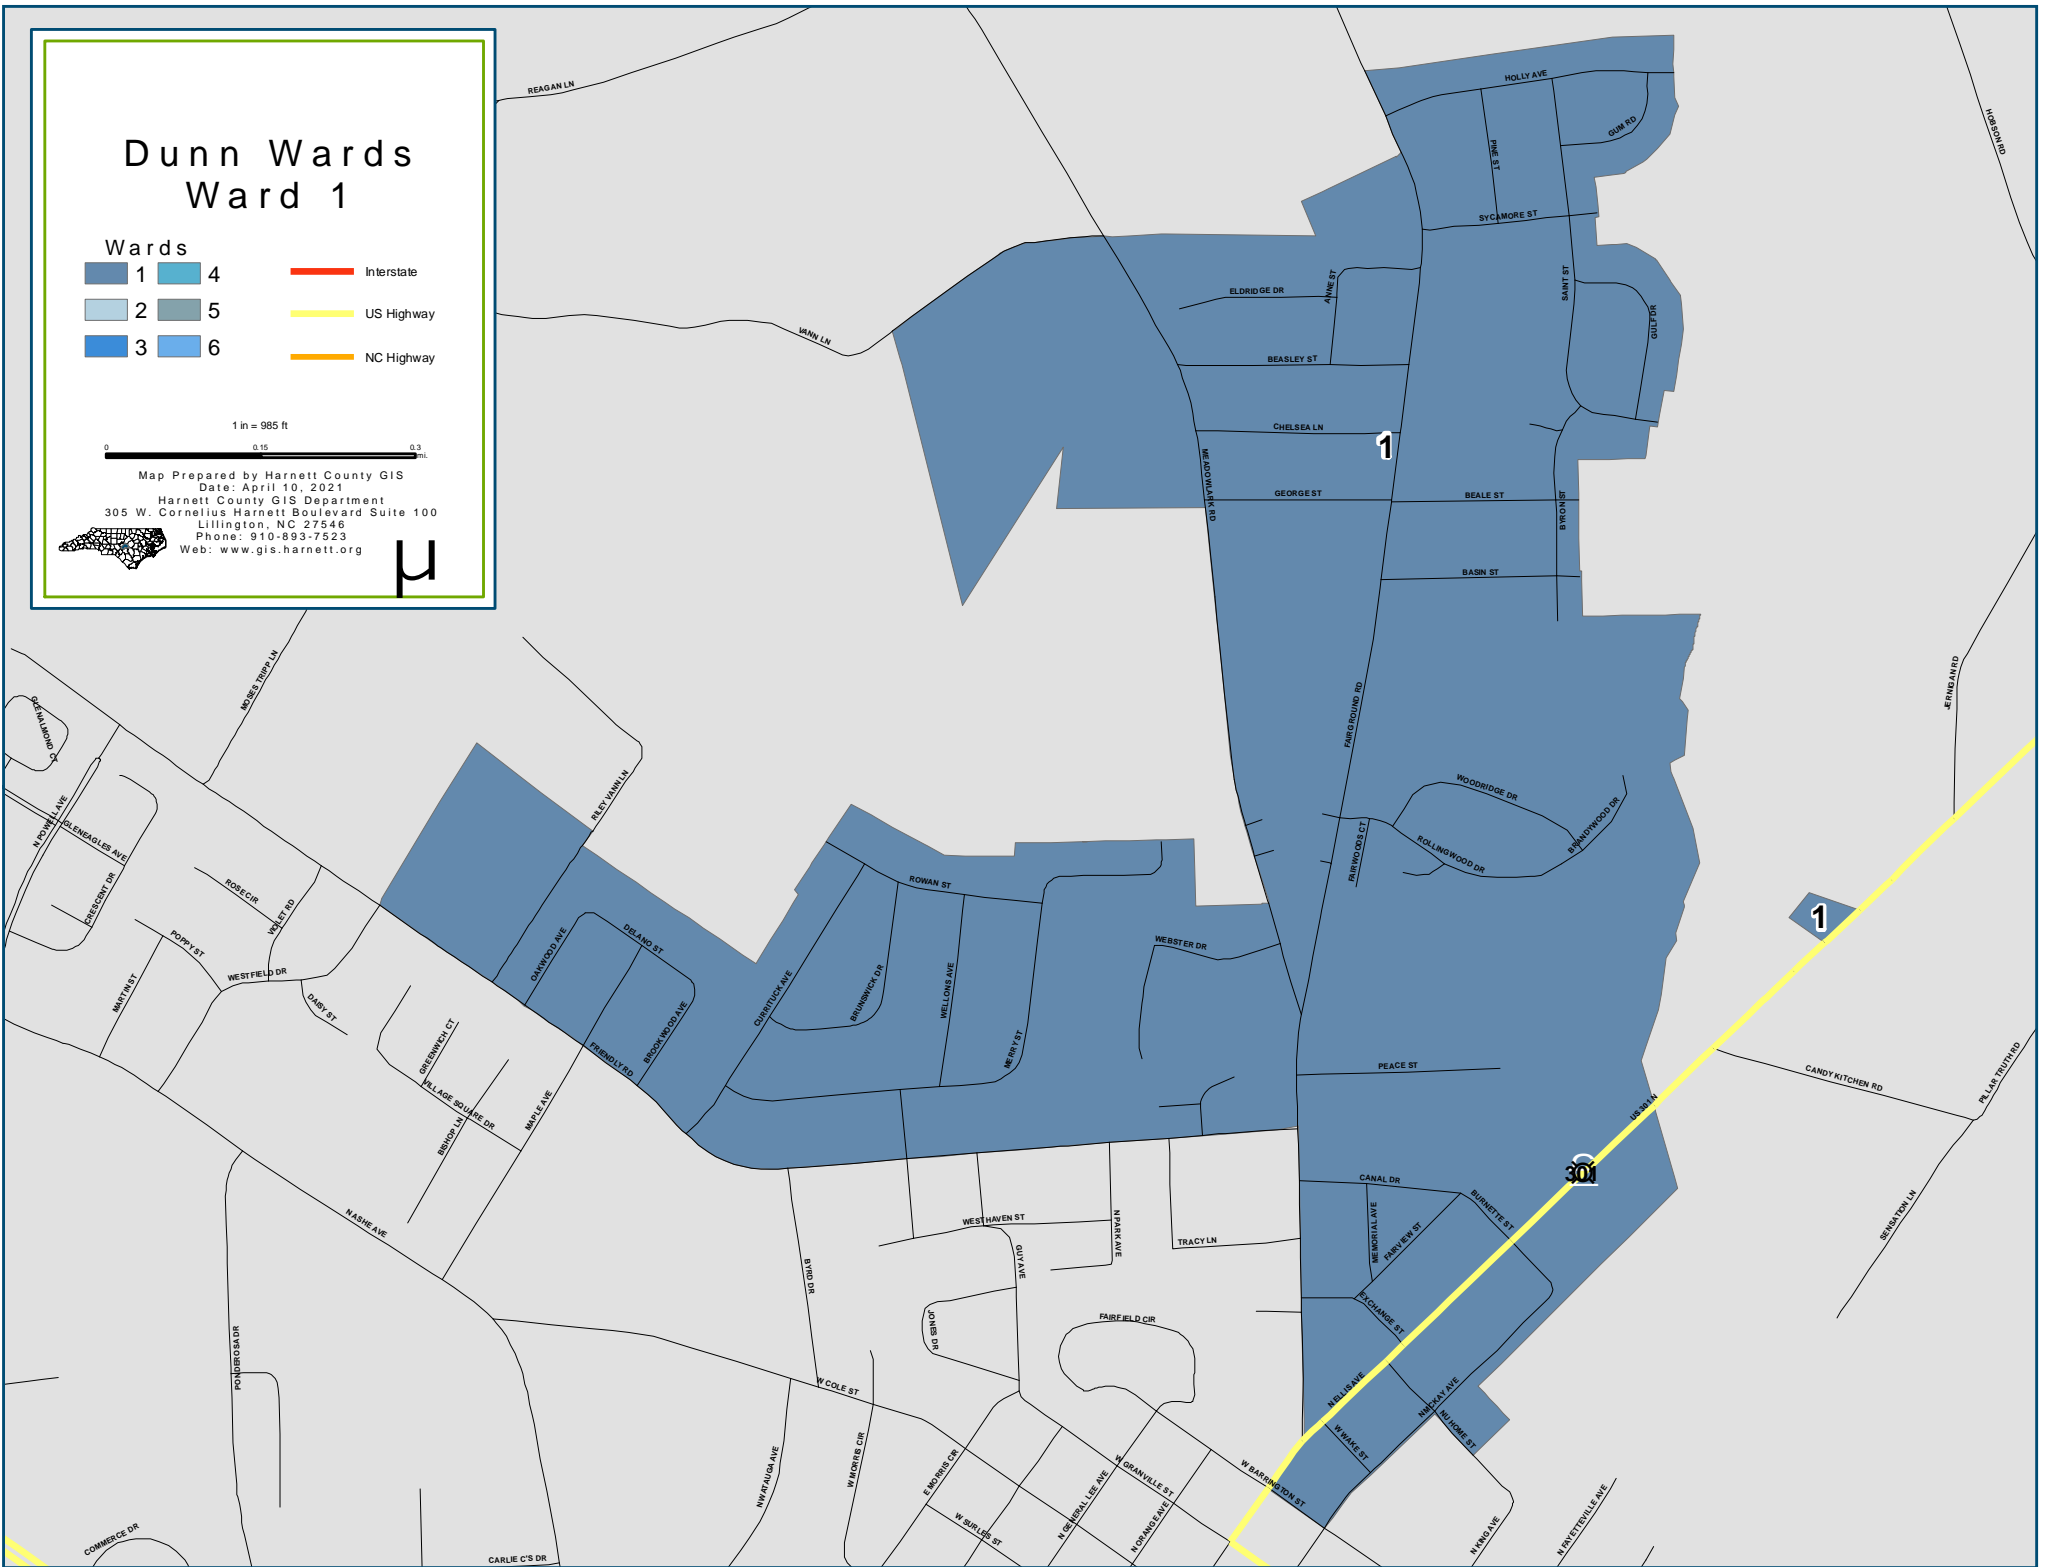 Dunn Wards
Ward 1
Wards
1
4
2
5
3
6
Interstate
US Highway
NC Highway
1 in = 985 ft
0
0.15
0.3
mi.
Map Prepared by Harnett County GIS
Date: April 10, 2021
Harnett County GIS Department
305 W. Cornelius Harnett Boulevard Suite 100
Lillington, NC 27546
Phone: 910-893-7523
Web: www.gis.harnett.org
µ
REAGAN LN
HOLLY AVE
GUM RD
PINE ST
HOBSON RD
SYCAMORE ST
SAINT ST
ANNE ST
ELDRIDGE DR
GULF DR
VANN LN
BEASLEY ST
CHELSEA LN
1
MEADOWLARK RD
GEORGE ST
BEALE ST
BYRON ST
BASIN ST
MOSES TRIPP LN
GLENALMOND CT
JERNIGAN RD
FAIRGROUND RD
RILEY VANN LN
WOODRIDGE DR
BRANDYWOOD DR
FAIRWOODS CT
ROLLINGWOOD DR
N POWELL AVE
GLENEAGLES AVE
CRESCENT DR
ROSE CIR
VIOLET RD
ROWAN ST
1
POPPY ST
OAKWOOD AVE
DELANO ST
WEBSTER DR
WESTFIELD DR
MARTIN ST
DAISY ST
CURRITUCK AVE
BRUNSWICK DR
WELLONS AVE
MERRY ST
GREENWICH CT
FRIENDLY RD
BROOKWOOD AVE
PEACE ST
CANDY KITCHEN RD
PILLAR TRUTH RD
US 301 N
VILLAGE SQUARE DR
BISHOP LN
MAPLE AVE
301
CANAL DR
BURNETTE ST
MEMORIAL AVE
FAIRVIEW ST
SENSATION LN
N ASHE AVE
WESTHAVEN ST
N PARK AVE
TRACY LN
GUY AVE
BYRD DR
EXCHANGE ST
JONES DR
FAIRFIELD CIR
PONDEROSA DR
W COLE ST
N ELLIS AVE
N MCKAY AVE
NU HOME ST
W WAKE ST
N WATAUGA AVE
W MORRIS CIR
E MORRIS CIR
W GRANVILLE ST
W BARRINGTON ST
N GENERAL LEE AVE
N ORANGE AVE
W SURLES ST
N KING AVE
N FAYETTEVILLE AVE
COMMERCE DR
CARLIE C'S DR